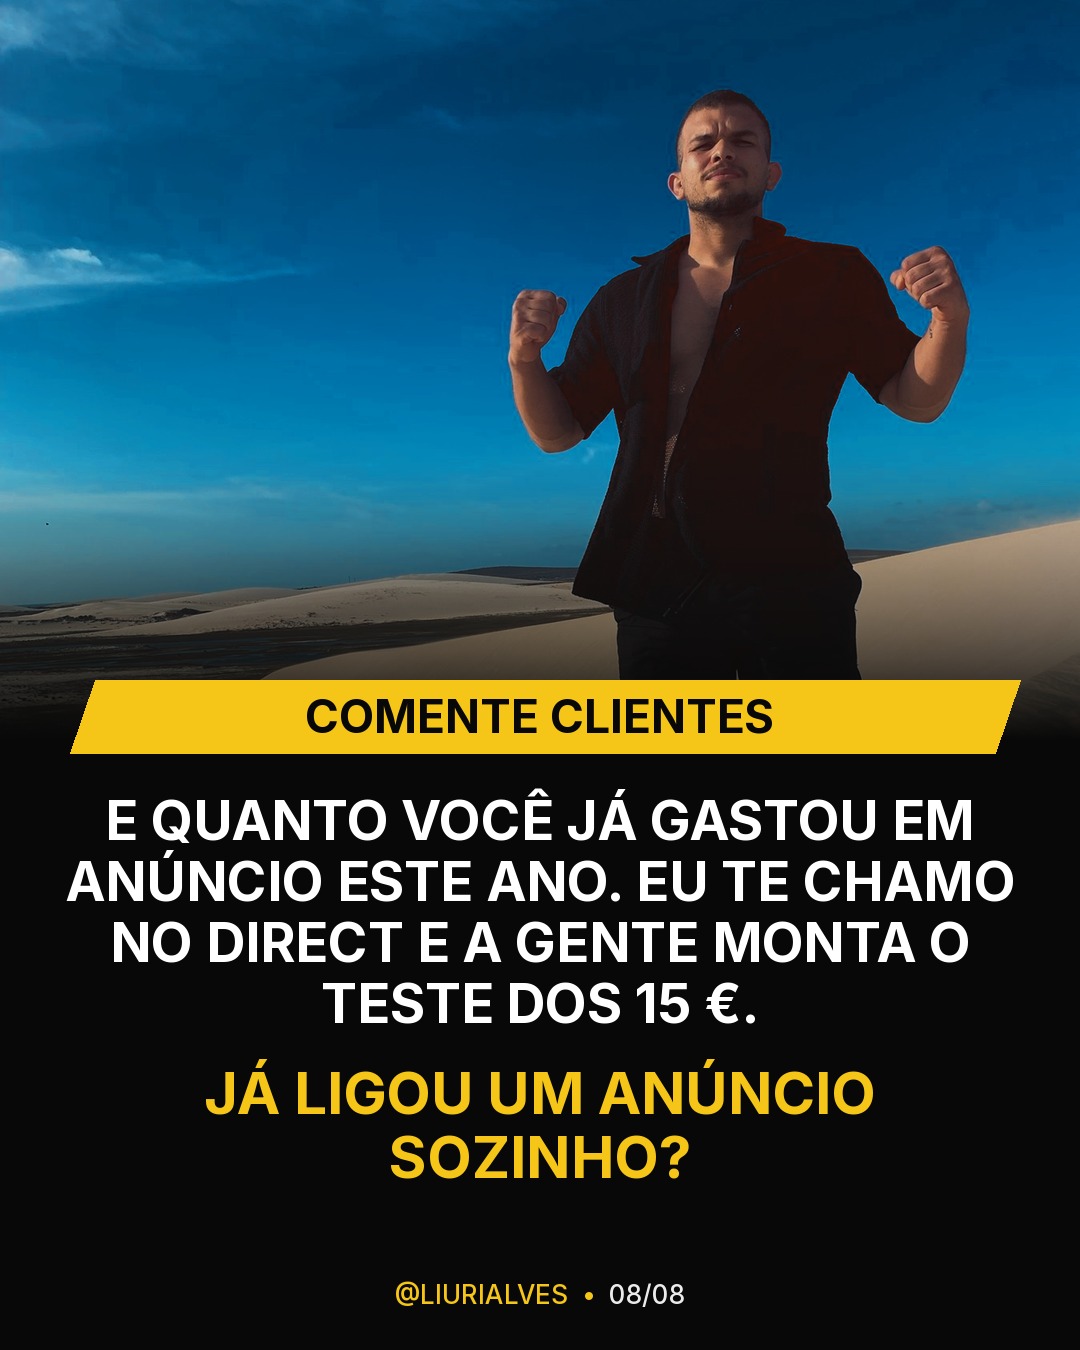 COMENTE CLIENTES
E QUANTO VOCÊ JÁ GASTOU EM
ANÚNCIO ESTE ANO. EU TE CHAMO
NO DIRECT E A GENTE MONTA O
TESTE DOS 15 €.
JÁ LIGOU UM ANÚNCIO
SOZINHO?
@LIURIALVES • 08/08